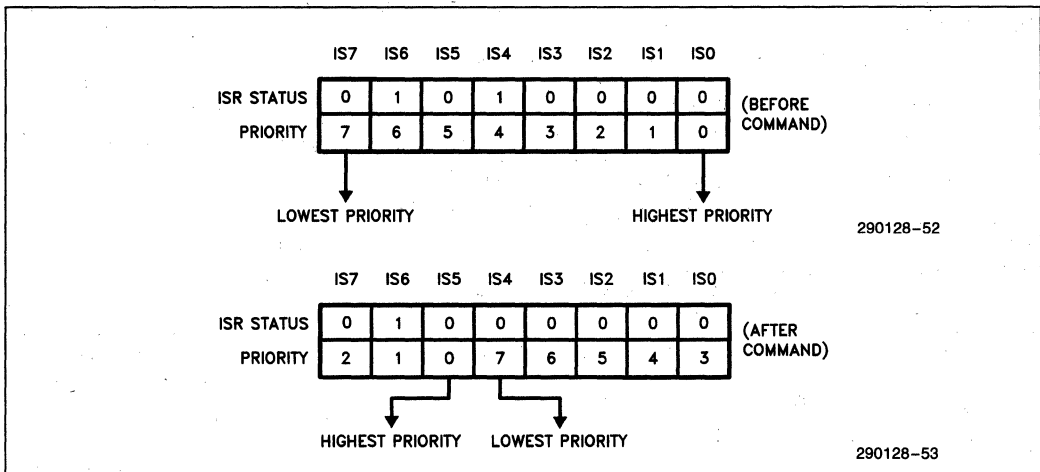 IS7 IS6 IS5 IS4 IS3 IS2 IS1 IS0
ISR STATUS 0 1 0 1 0 0 0 0 (BEFORE
PRIORITY 7 6 5 4 3 2 1 0 COMMAND)
LOWEST PRIORITY HIGHEST PRIORITY
290128–52
IS7 IS6 IS5 IS4 IS3 IS2 IS1 IS0
ISR STATUS 0 1 0 0 0 0 0 0 (AFTER
PRIORITY 2 1 0 7 6 5 4 3 COMMAND)
HIGHEST PRIORITY LOWEST PRIORITY
290128–53